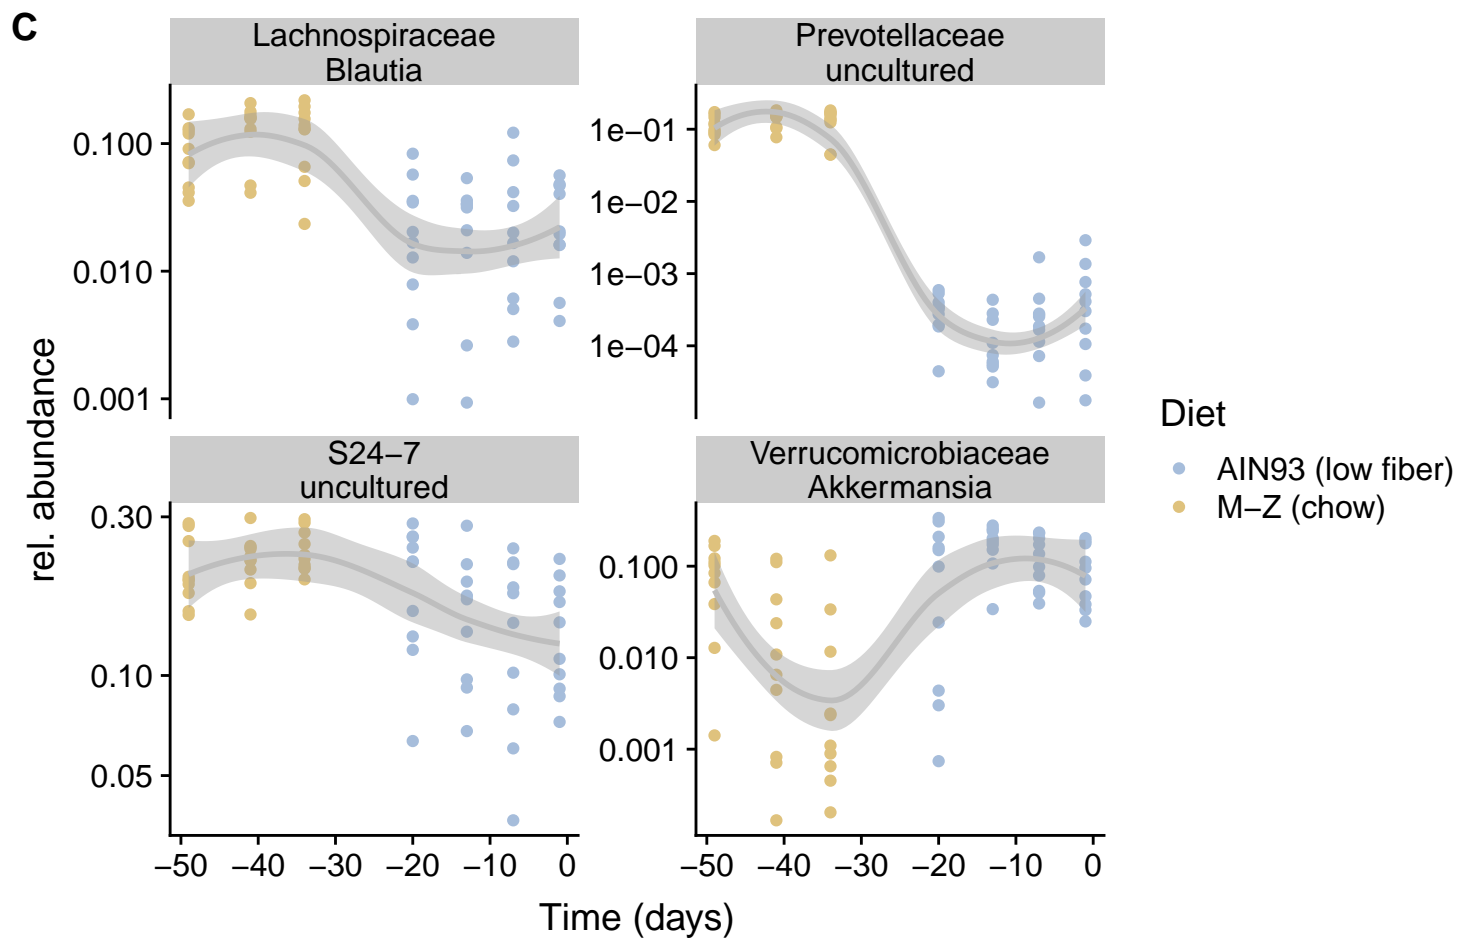 C
Lachnospiraceae
Blautia
Prevotellaceae
uncultured
0.100
0.010
0.001
1e−01
1e−02
1e−03
1e−04
S24−7
uncultured
Verrucomicrobiaceae
Akkermansia
0.30
0.10
0.05
0.100
0.010
0.001
−50 −40 −30 −20 −10 0
−50 −40 −30 −20 −10 0
rel. abundance
Time (days)
Diet
AIN93 (low fiber)
M−Z (chow)